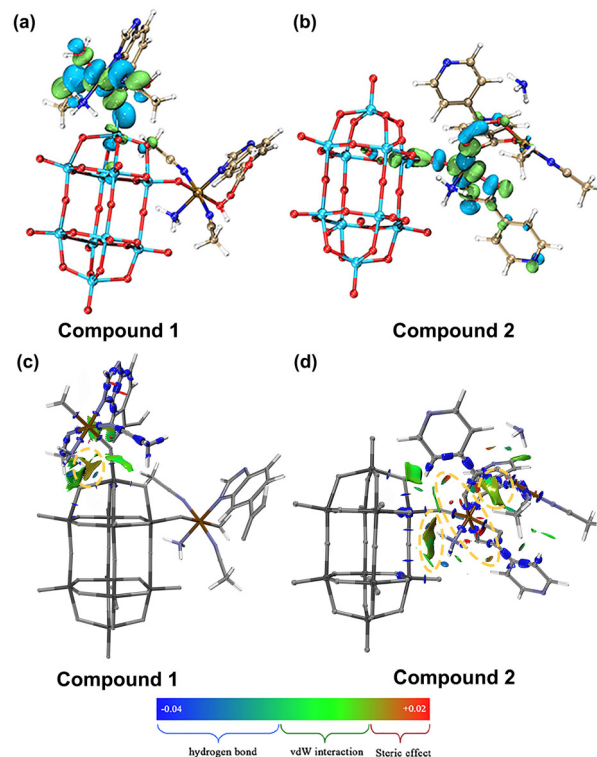 (a)
(b)
Compound 1
Compound 2
(c)
(d)
Compound 1
Compound 2
-0.04
+0.02
hydrogen bond
vdW interaction
Steric effect